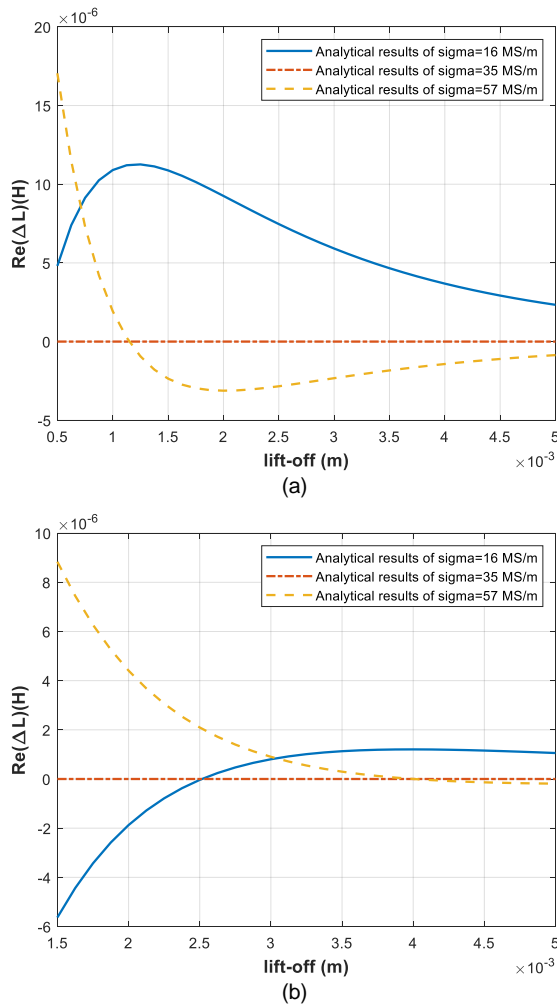 ×10⁻⁶
20
15
10
5
0
-5
Re(Δ L)(H)
Analytical results of sigma=16 MS/m
Analytical results of sigma=35 MS/m
Analytical results of sigma=57 MS/m
0.5 1 1.5 2 2.5 3 3.5 4 4.5 5
lift-off (m)
×10⁻³
(a)
×10⁻⁶
10
8
6
4
2
0
-2
-4
-6
Re(Δ L)(H)
Analytical results of sigma=16 MS/m
Analytical results of sigma=35 MS/m
Analytical results of sigma=57 MS/m
1.5 2 2.5 3 3.5 4 4.5 5
lift-off (m)
×10⁻³
(b)